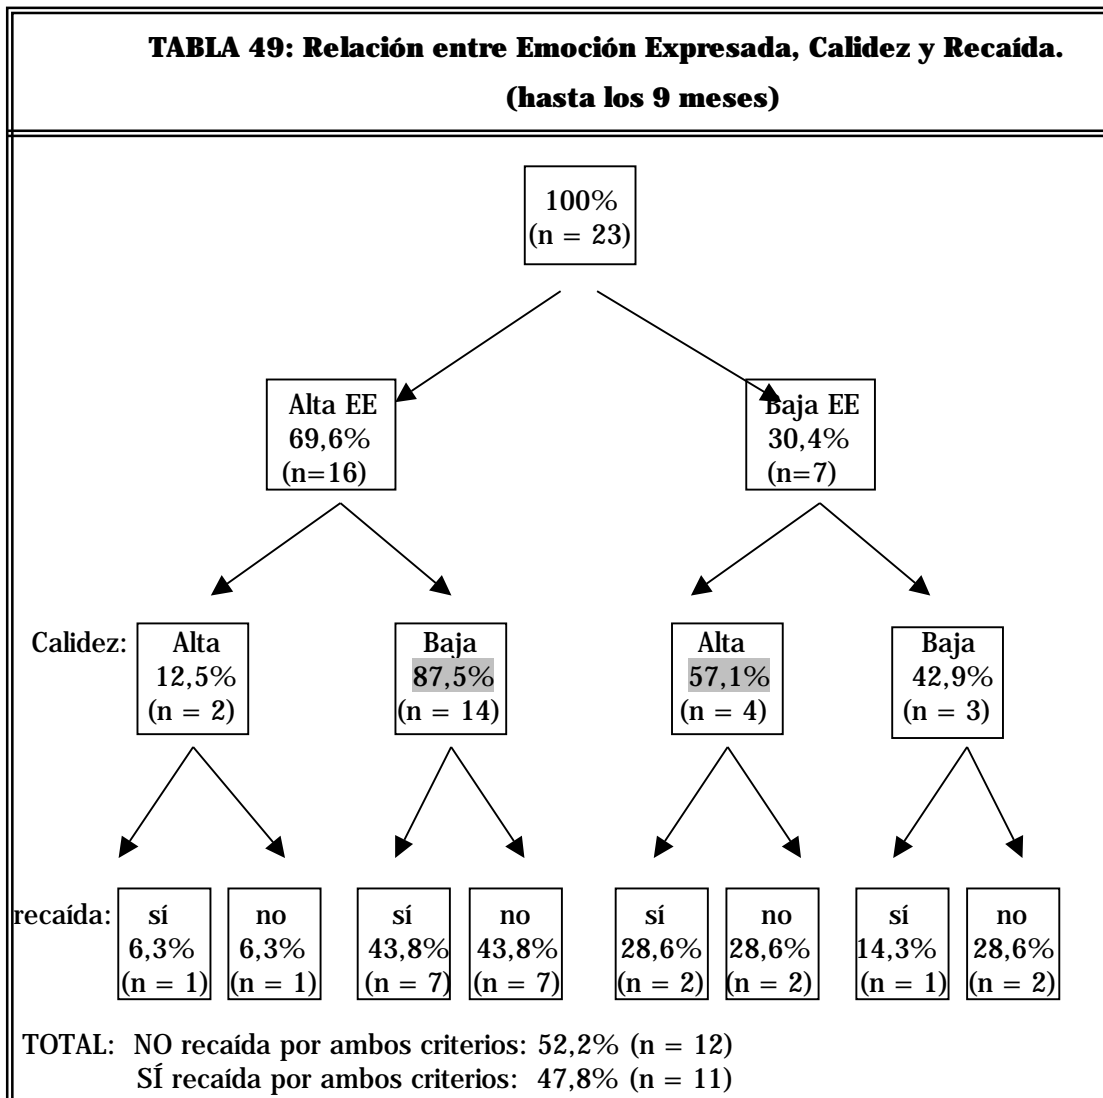 TABLA 49: Relación entre Emoción Expresada, Calidez y Recaída.
(hasta los 9 meses)
100%
(n = 23)
Alta EE
69,6%
(n=16)
Baja EE
30,4%
(n=7)
Calidez:
Alta
12,5%
(n = 2)
Baja
87,5%
(n = 14)
Alta
57,1%
(n = 4)
Baja
42,9%
(n = 3)
recaída:
sí
6,3%
(n = 1)
no
6,3%
(n = 1)
sí
43,8%
(n = 7)
no
43,8%
(n = 7)
sí
28,6%
(n = 2)
no
28,6%
(n = 2)
sí
14,3%
(n = 1)
no
28,6%
(n = 2)
TOTAL: NO recaída por ambos criterios: 52,2% (n = 12)
SÍ recaída por ambos criterios: 47,8% (n = 11)